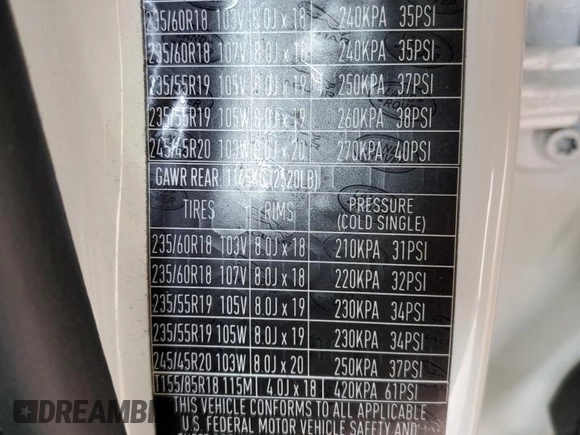 235/60R18 103V 8.0J x 18 240KPA 35PSI
235/60R18 107V 8.0J x 18 240KPA 35PSI
235/55R19 105V 8.0J x 19 250KPA 37PSI
235/55R19 105W 8.0J x 19 260KPA 38PSI
245/45R20 103W 8.0J x 20 270KPA 40PSI
GAWR REAR: 1145KG (2520LB)
TIRES RIMS PRESSURE
(COLD SINGLE)
235/60R18 103V 8.0J x 18 210KPA 31PSI
235/60R18 107V 8.0J x 18 220KPA 32PSI
235/55R19 105V 8.0J x 19 230KPA 34PSI
235/55R19 105W 8.0J x 19 230KPA 34PSI
245/45R20 103W 8.0J x 20 250KPA 37PSI
T155/85R18 115M 4.0J x 18 420KPA 61PSI
THIS VEHICLE CONFORMS TO ALL APPLICABLE
U.S. FEDERAL MOTOR VEHICLE SAFETY AND